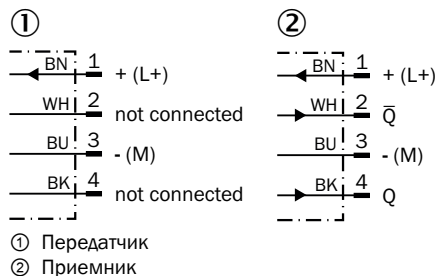 ①
BN 1 + (L+)
WH 2 not connected
BU 3 - (M)
BK 4 not connected
②
BN 1 + (L+)
WH 2 Q̅
BU 3 - (M)
BK 4 Q
① Передатчик
② Приемник